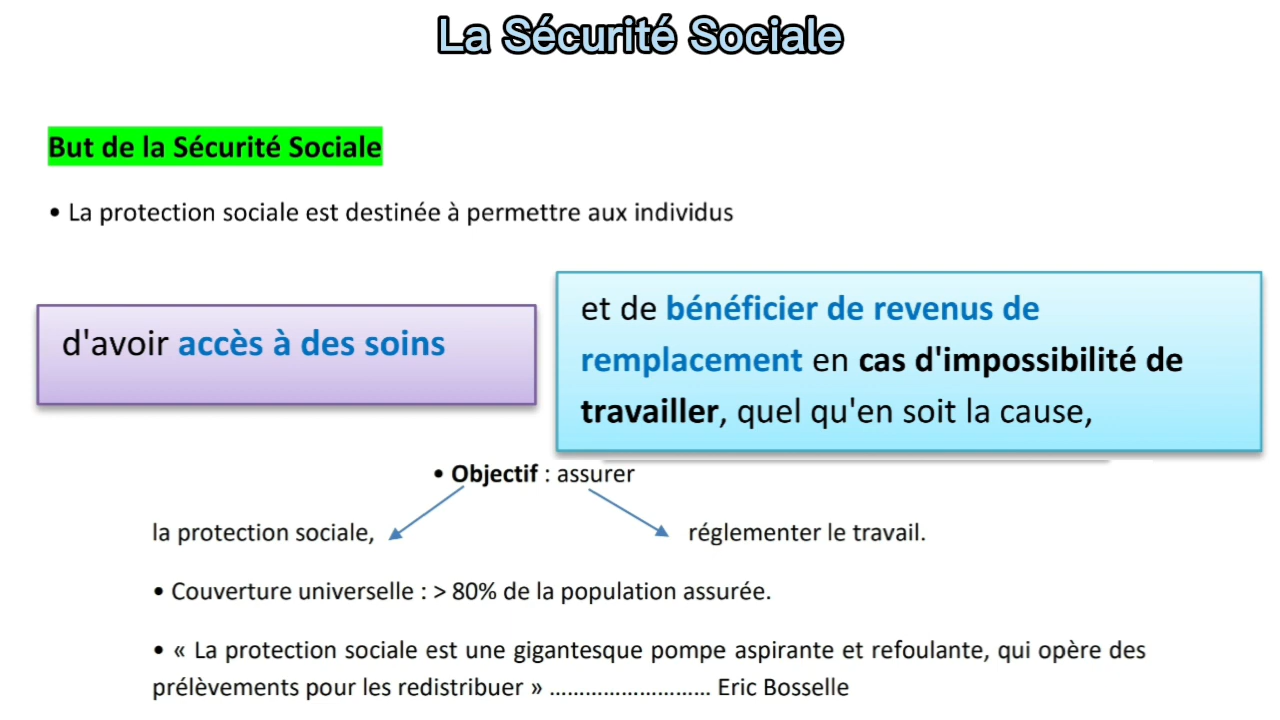 La Sécurité Sociale
But de la Sécurité Sociale
• La protection sociale est destinée à permettre aux individus
d'avoir accès à des soins
et de bénéficier de revenus de
remplacement en cas d'impossibilité de
travailler, quel qu'en soit la cause,
• Objectif : assurer
la protection sociale,
réglementer le travail.
• Couverture universelle : > 80% de la population assurée.
• « La protection sociale est une gigantesque pompe aspirante et refoulante, qui opère des
prélèvements pour les redistribuer » ............................ Eric Bosselle